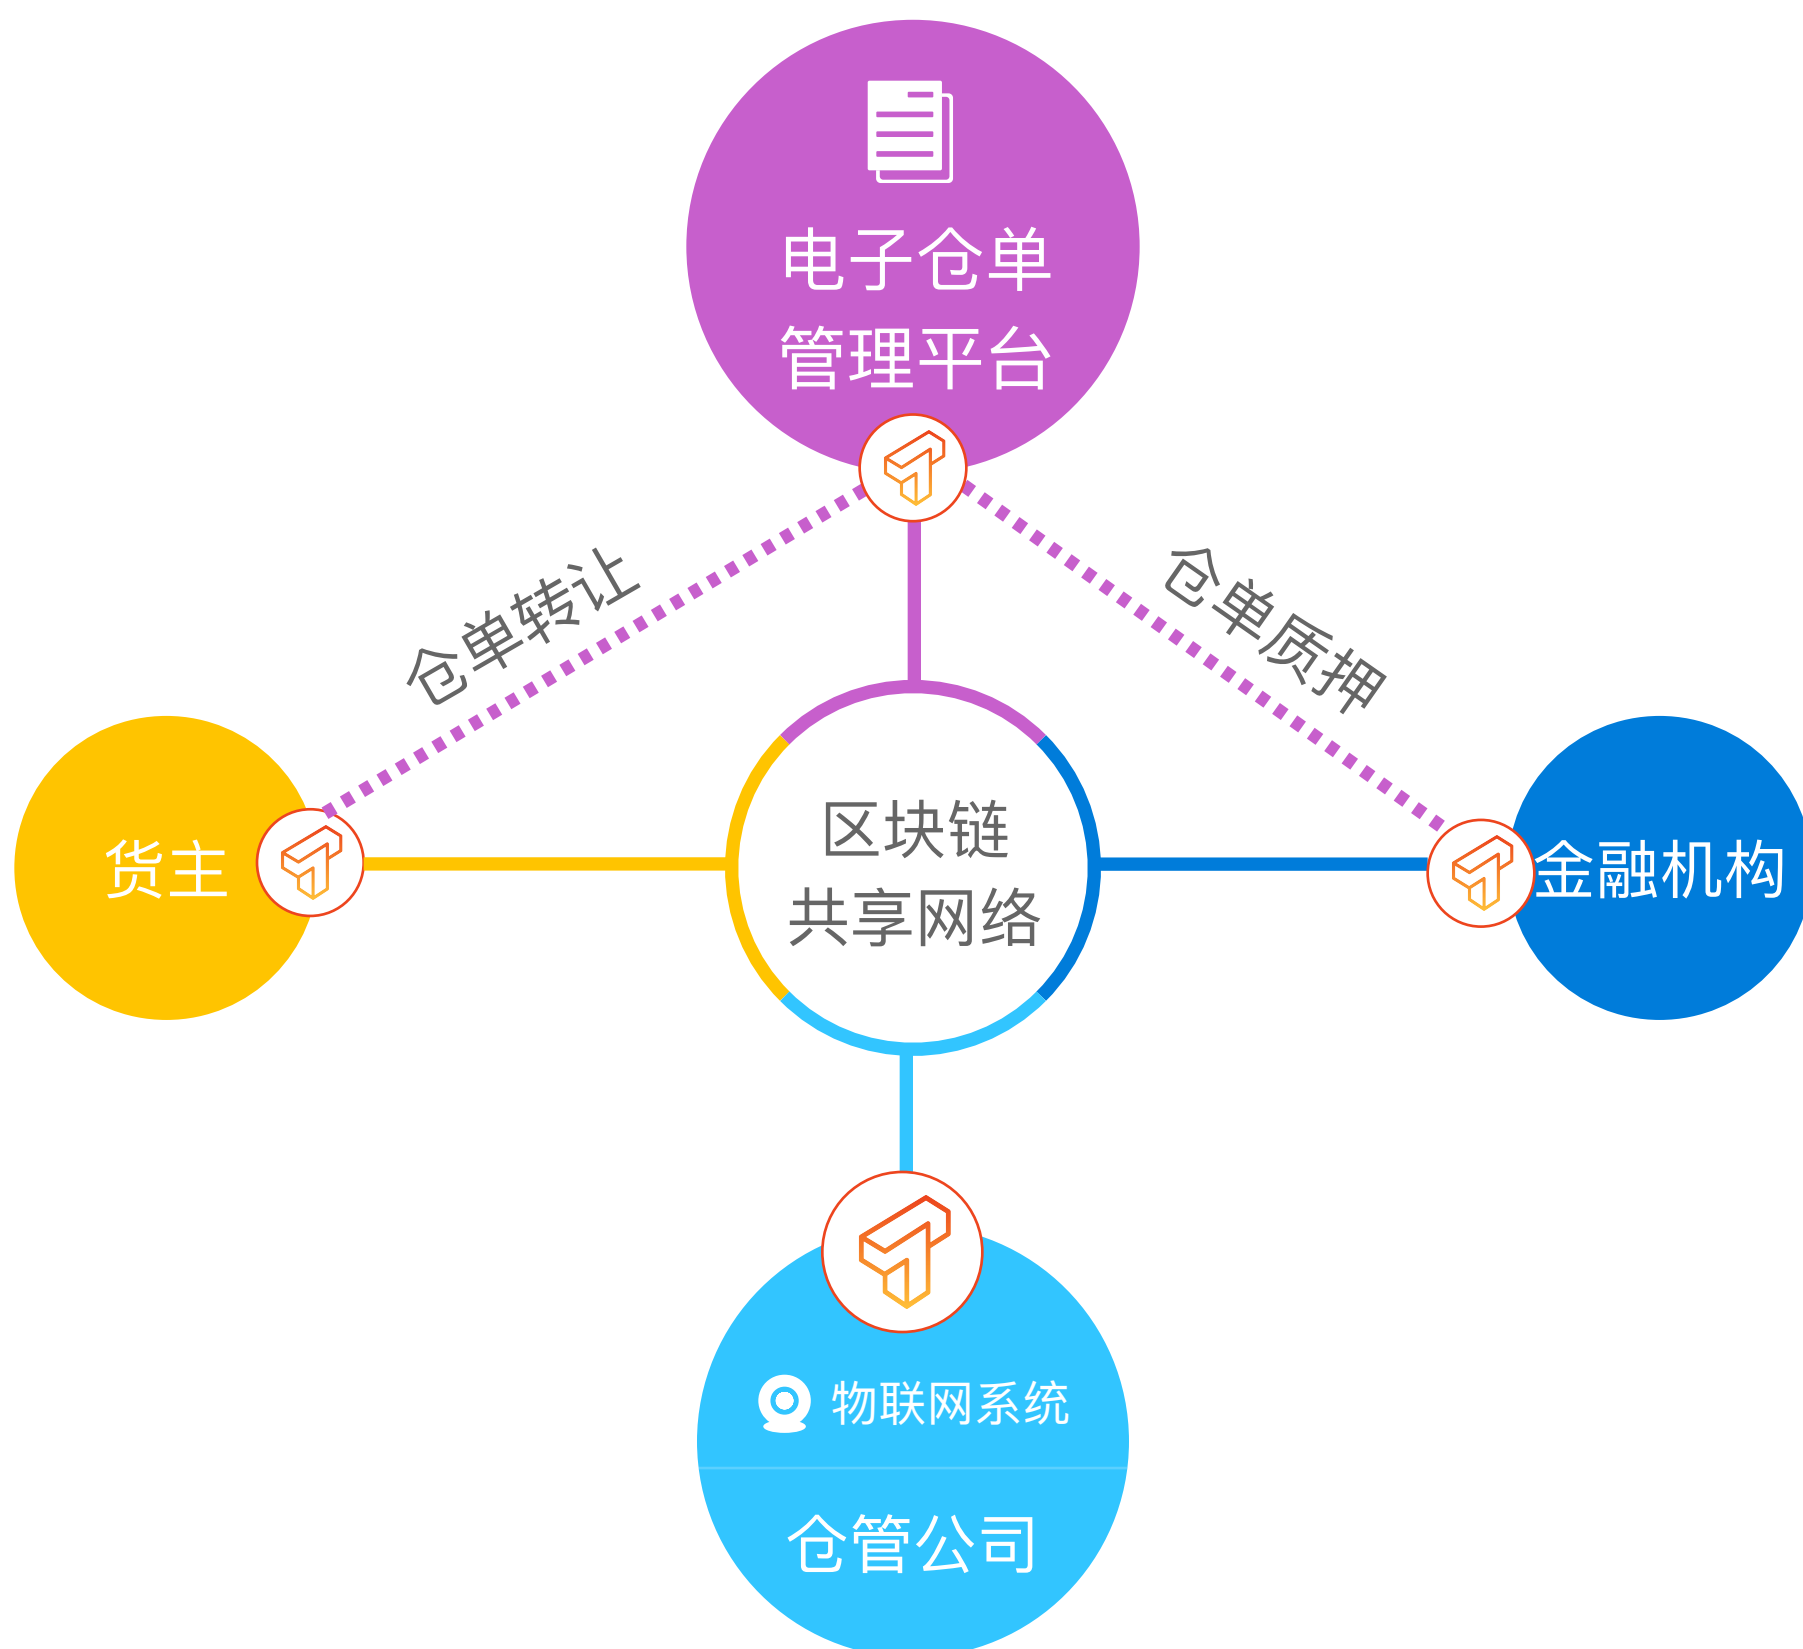 电子仓单
管理平台
仓单转让
仓单质押
货主
区块链
共享网络
金融机构
物联网系统
仓管公司